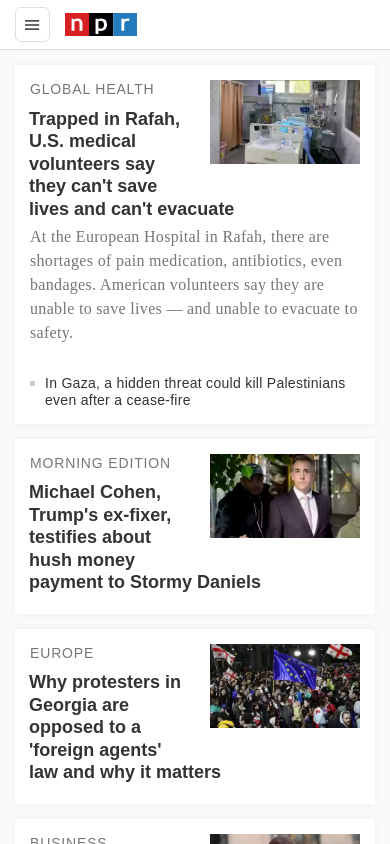 npr
GLOBAL HEALTH
Trapped in Rafah,
U.S. medical
volunteers say
they can't save
lives and can't evacuate
At the European Hospital in Rafah, there are
shortages of pain medication, antibiotics, even
bandages. American volunteers say they are
unable to save lives — and unable to evacuate to
safety.
In Gaza, a hidden threat could kill Palestinians
even after a cease-fire
MORNING EDITION
Michael Cohen,
Trump's ex-fixer,
testifies about
hush money
payment to Stormy Daniels
EUROPE
Why protesters in
Georgia are
opposed to a
'foreign agents'
law and why it matters
BUSINESS